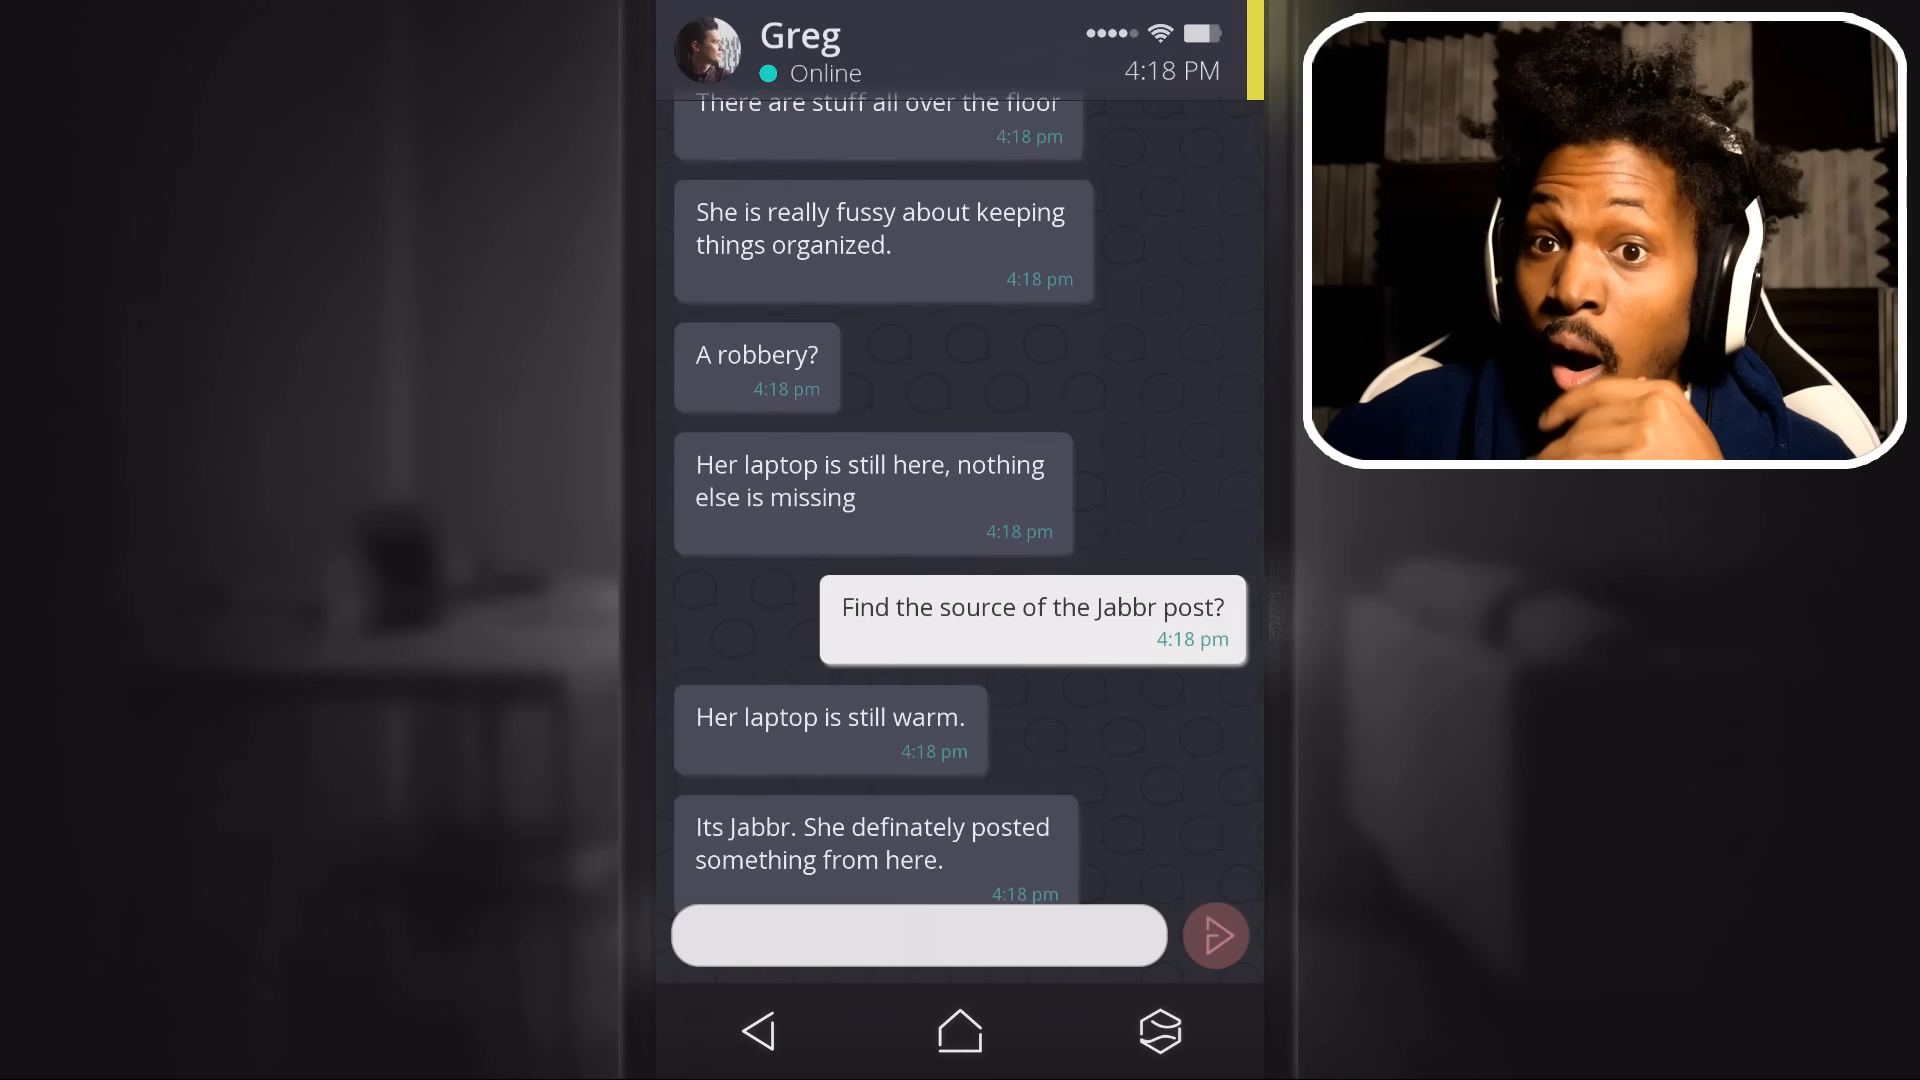 Greg
Online
4:18 PM
There are stuff all over the floor
4:18 pm
She is really fussy about keeping
things organized.
4:18 pm
A robbery?
4:18 pm
Her laptop is still here, nothing
else is missing
4:18 pm
Find the source of the Jabbr post?
4:18 pm
Her laptop is still warm.
4:18 pm
Its Jabbr. She definately posted
something from here.
4:18 pm